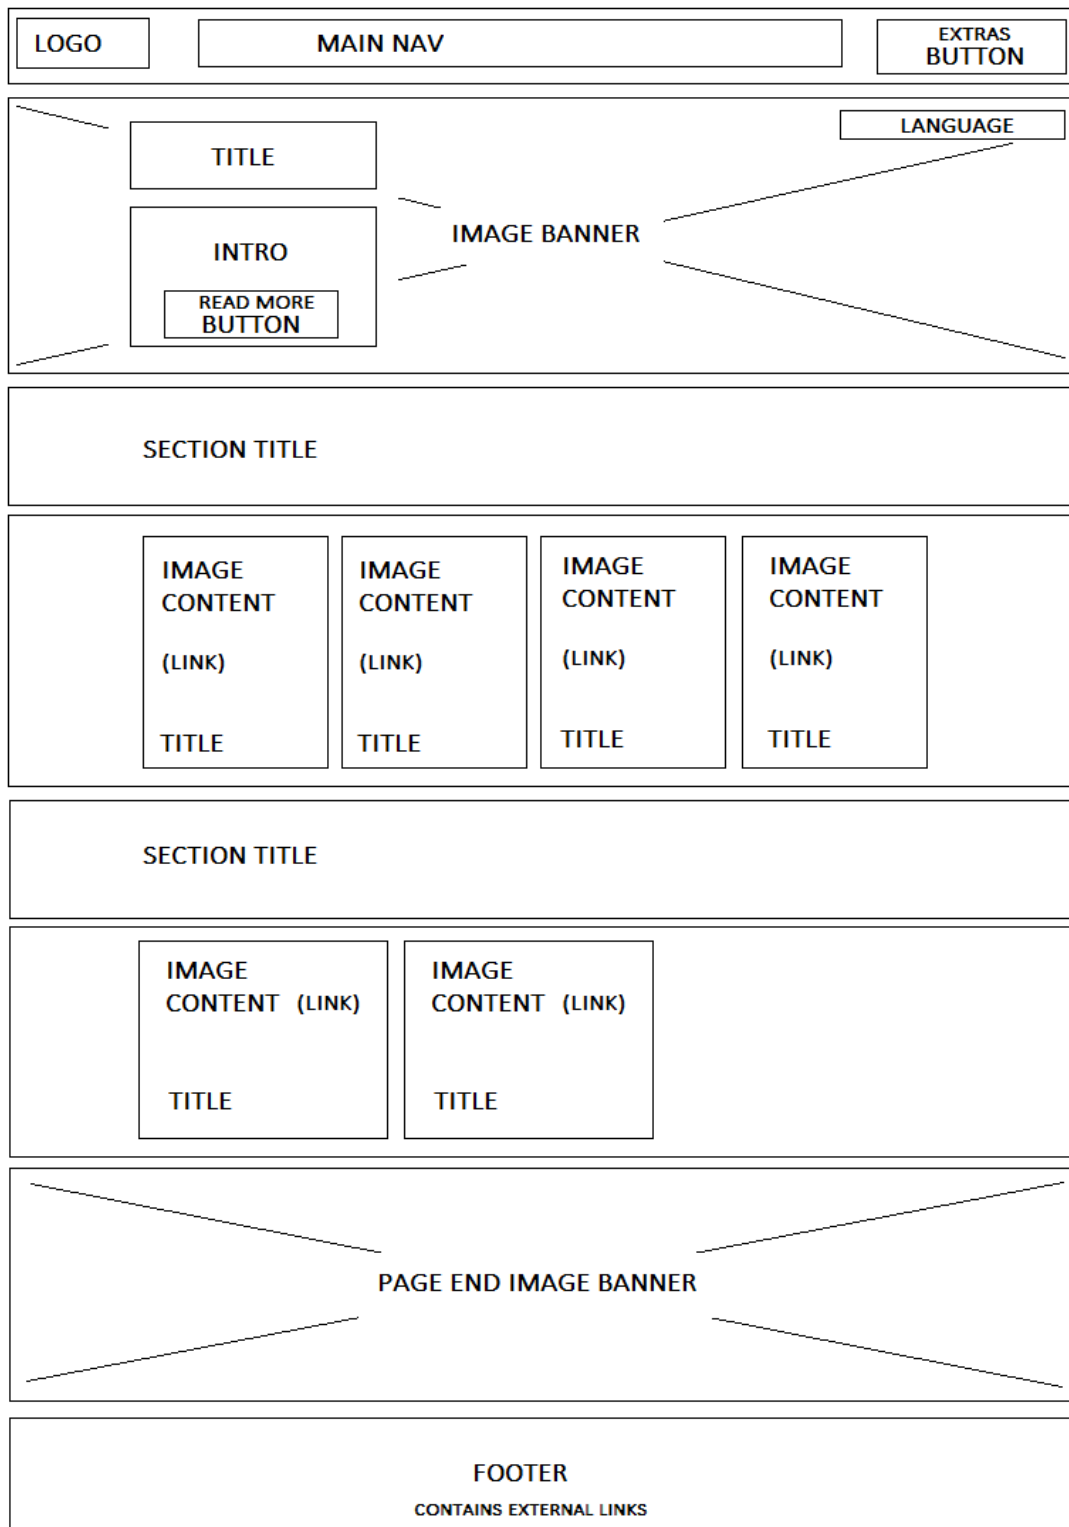 LOGO
MAIN NAV
EXTRAS
BUTTON
LANGUAGE
TITLE
IMAGE BANNER
INTRO
READ MORE
BUTTON
SECTION TITLE
IMAGE
CONTENT
(LINK)
TITLE
IMAGE
CONTENT
(LINK)
TITLE
IMAGE
CONTENT
(LINK)
TITLE
IMAGE
CONTENT
(LINK)
TITLE
SECTION TITLE
IMAGE
CONTENT (LINK)
TITLE
IMAGE
CONTENT (LINK)
TITLE
PAGE END IMAGE BANNER
FOOTER
CONTAINS EXTERNAL LINKS